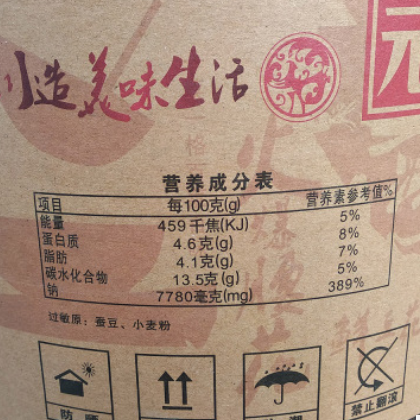 创造美味生活
营养成分表
项目 每100克(g) 营养素参考值%
能量 459千焦(KJ) 5%
蛋白质 4.6克(g) 8%
脂肪 4.1克(g) 7%
碳水化合物 13.5克(g) 5%
钠 7780毫克(mg) 389%
过敏原：蚕豆、小麦粉
防晒
潮
禁止翻滚